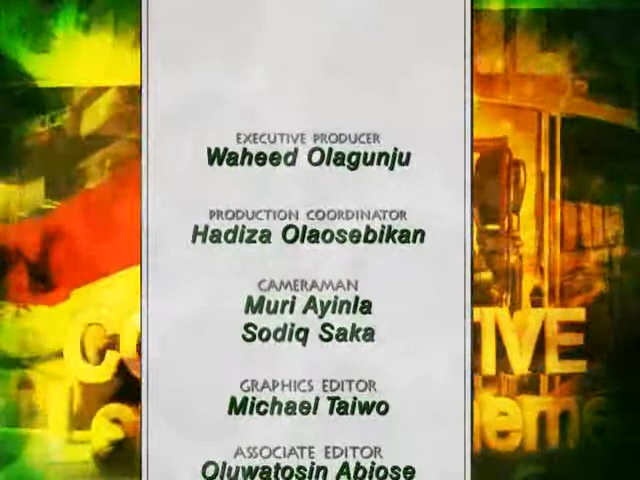 EXECUTIVE PRODUCER
Waheed Olagunju
PRODUCTION COORDINATOR
Hadiza Olaosebikan
CAMERAMAN
Muri Ayinla
Sodiq Saka
GRAPHICS EDITOR
Michael Taiwo
ASSOCIATE EDITOR
Oluwatosin Abiose